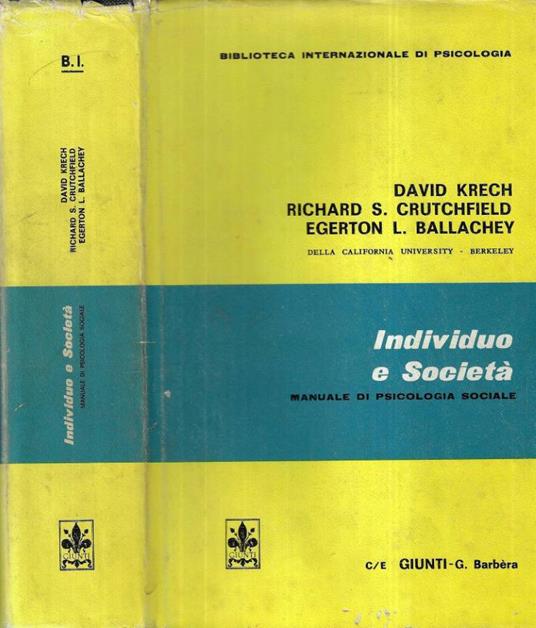 B.I.
DAVID KRECH
RICHARD S. CRUTCHFIELD
EGERTON L. BALLACHEY
Individuo e Società
MANUALE DI PSICOLOGIA SOCIALE
GIUNTI
BIBLIOTECA INTERNAZIONALE DI PSICOLOGIA
DAVID KRECH
RICHARD S. CRUTCHFIELD
EGERTON L. BALLACHEY
DELLA CALIFORNIA UNIVERSITY - BERKELEY
Individuo
e Società
MANUALE DI PSICOLOGIA SOCIALE
GIUNTI
C/E GIUNTI-G. Barbèra